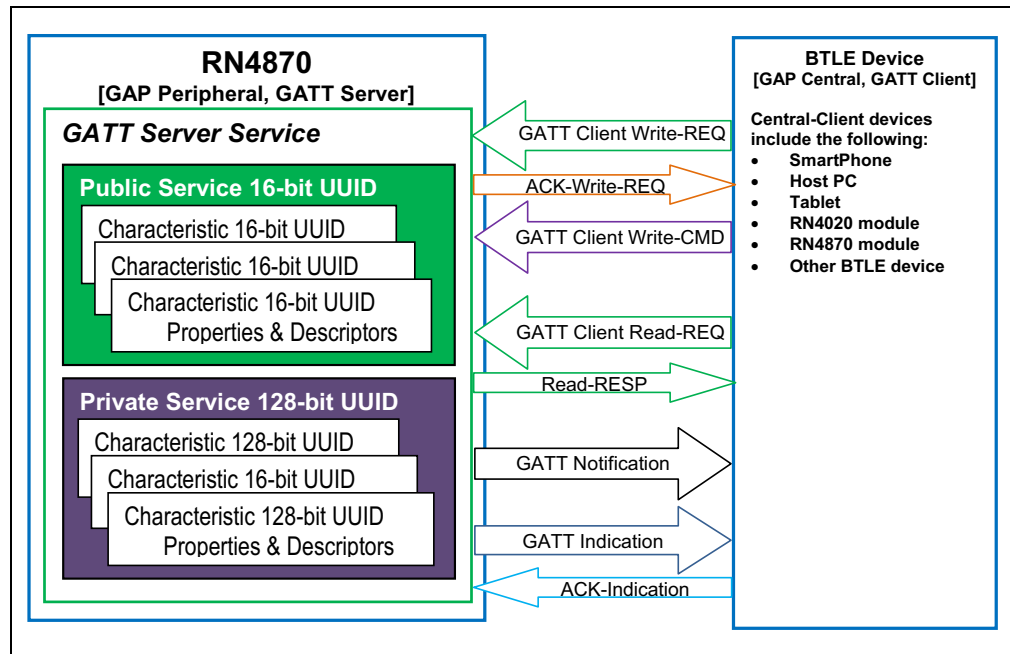 RN4870
[GAP Peripheral, GATT Server]
GATT Server Service
Public Service 16-bit UUID
Characteristic 16-bit UUID
Characteristic 16-bit UUID
Characteristic 16-bit UUID
Properties & Descriptors
Private Service 128-bit UUID
Characteristic 128-bit UUID
Characteristic 16-bit UUID
Characteristic 128-bit UUID
Properties & Descriptors
GATT Client Write-REQ
ACK-Write-REQ
GATT Client Write-CMD
GATT Client Read-REQ
Read-RESP
GATT Notification
GATT Indication
ACK-Indication
BTLE Device
[GAP Central, GATT Client]
Central-Client devices
include the following:
• SmartPhone
• Host PC
• Tablet
• RN4020 module
• RN4870 module
• Other BTLE device